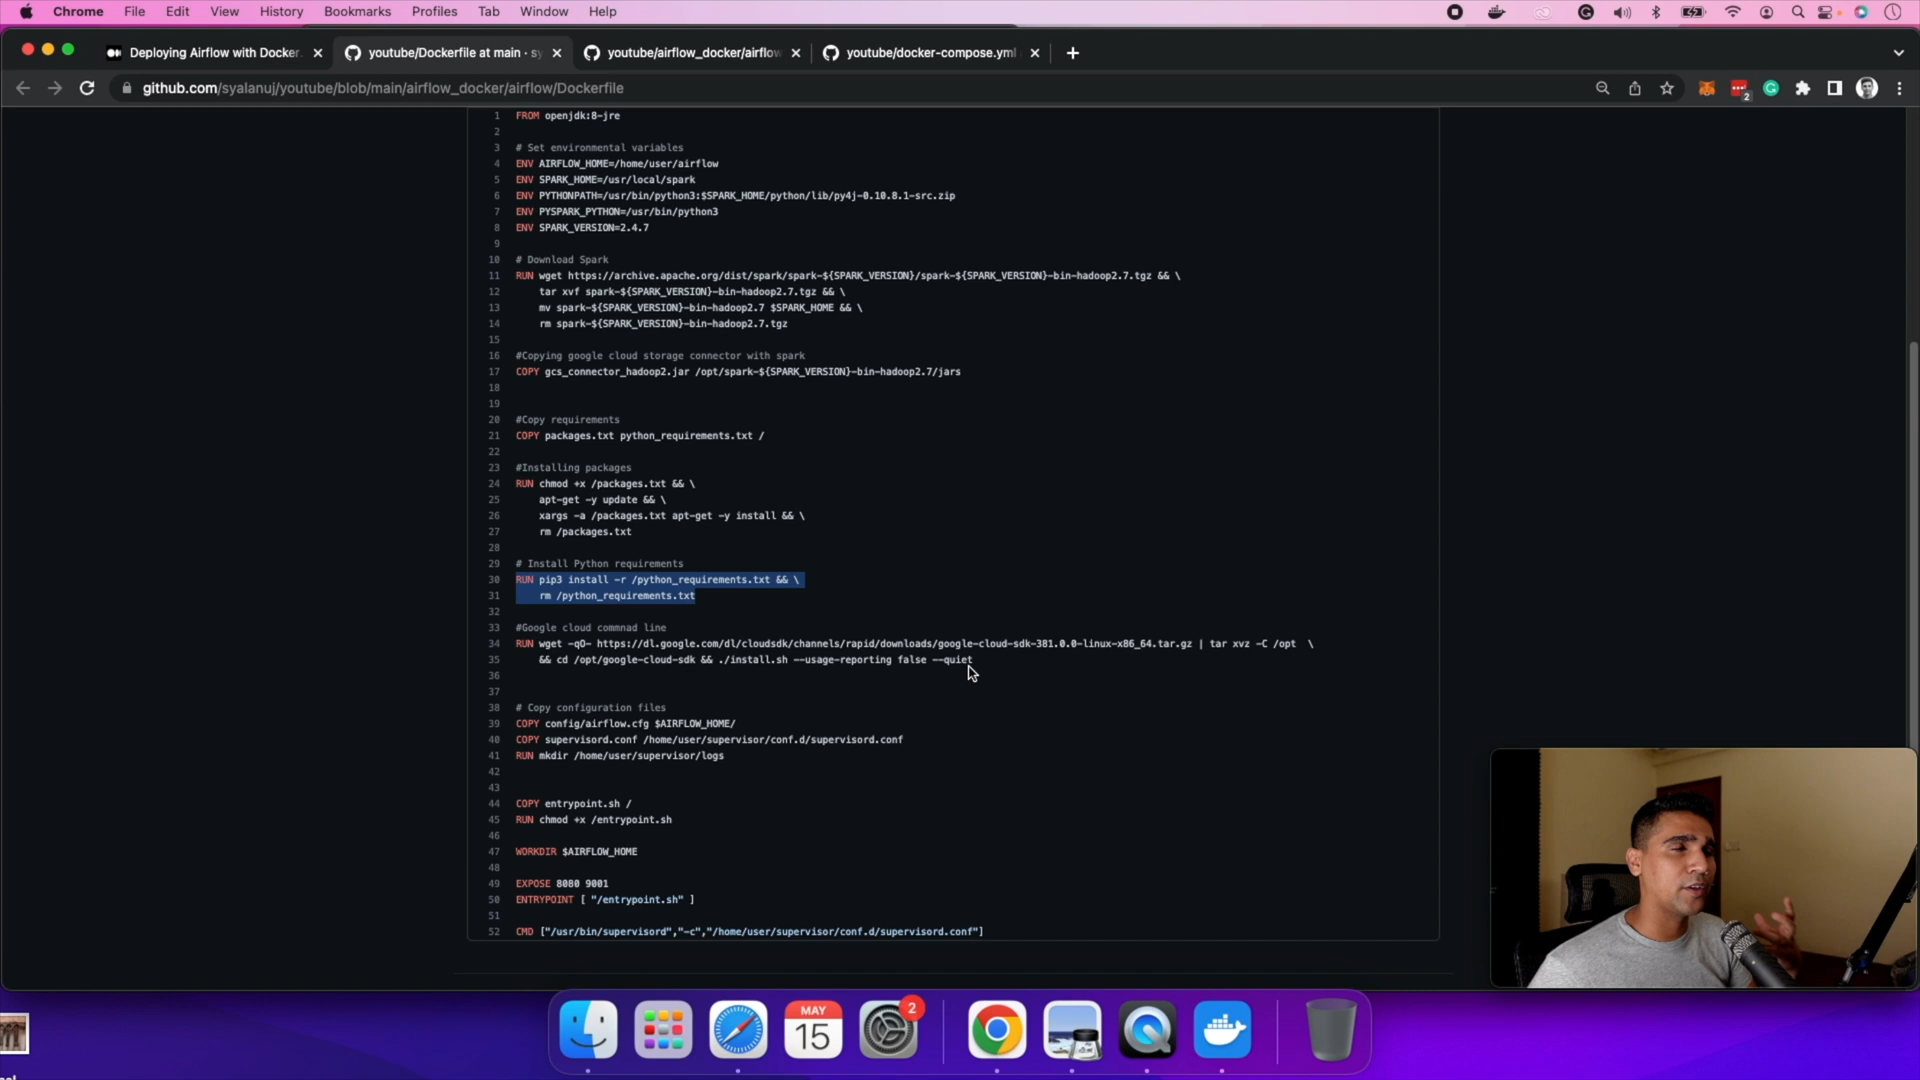 Chrome File Edit View History Bookmarks Profiles Tab Window Help
Deploying Airflow with Docker
youtube/Dockerfile at main · sy
youtube/airflow_docker/airflow
youtube/docker-compose.yml
github.com/syalanuj/youtube/blob/main/airflow_docker/airflow/Dockerfile
2
1 FROM openjdk:8-jre
2
3 # Set environmental variables
4 ENV AIRFLOW_HOME=/home/user/airflow
5 ENV SPARK_HOME=/usr/local/spark
6 ENV PYTHONPATH=/usr/bin/python3:$SPARK_HOME/python/lib/py4j-0.10.8.1-src.zip
7 ENV PYSPARK_PYTHON=/usr/bin/python3
8 ENV SPARK_VERSION=2.4.7
9
10 # Download Spark
11 RUN wget https://archive.apache.org/dist/spark/spark-${SPARK_VERSION}/spark-${SPARK_VERSION}-bin-hadoop2.7.tgz && \
12 tar xvf spark-${SPARK_VERSION}-bin-hadoop2.7.tgz && \
13 mv spark-${SPARK_VERSION}-bin-hadoop2.7 $SPARK_HOME && \
14 rm spark-${SPARK_VERSION}-bin-hadoop2.7.tgz
15
16 #Copying google cloud storage connector with spark
17 COPY gcs_connector_hadoop2.jar /opt/spark-${SPARK_VERSION}-bin-hadoop2.7/jars
18
19
20 #Copy requirements
21 COPY packages.txt python_requirements.txt /
22
23 #Installing packages
24 RUN chmod +x /packages.txt && \
25 apt-get -y update && \
26 xargs -a /packages.txt apt-get -y install && \
27 rm /packages.txt
28
29 # Install Python requirements
30 RUN pip3 install -r /python_requirements.txt && \
31 rm /python_requirements.txt
32
33 #Google cloud commnad line
34 RUN wget -qO- https://dl.google.com/dl/cloudsdk/channels/rapid/downloads/google-cloud-sdk-381.0.0-linux-x86_64.tar.gz | tar xvz -C /opt \
35 && cd /opt/google-cloud-sdk && ./install.sh --usage-reporting false --quiet
36
37
38 # Copy configuration files
39 COPY config/airflow.cfg $AIRFLOW_HOME/
40 COPY supervisord.conf /home/user/supervisor/conf.d/supervisord.conf
41 RUN mkdir /home/user/supervisor/logs
42
43
44 COPY entrypoint.sh /
45 RUN chmod +x /entrypoint.sh
46
47 WORKDIR $AIRFLOW_HOME
48
49 EXPOSE 8080 9001
50 ENTRYPOINT [ "/entrypoint.sh" ]
51
52 CMD ["/usr/bin/supervisord","-c","/home/user/supervisor/conf.d/supervisord.conf"]
MAY
15
2